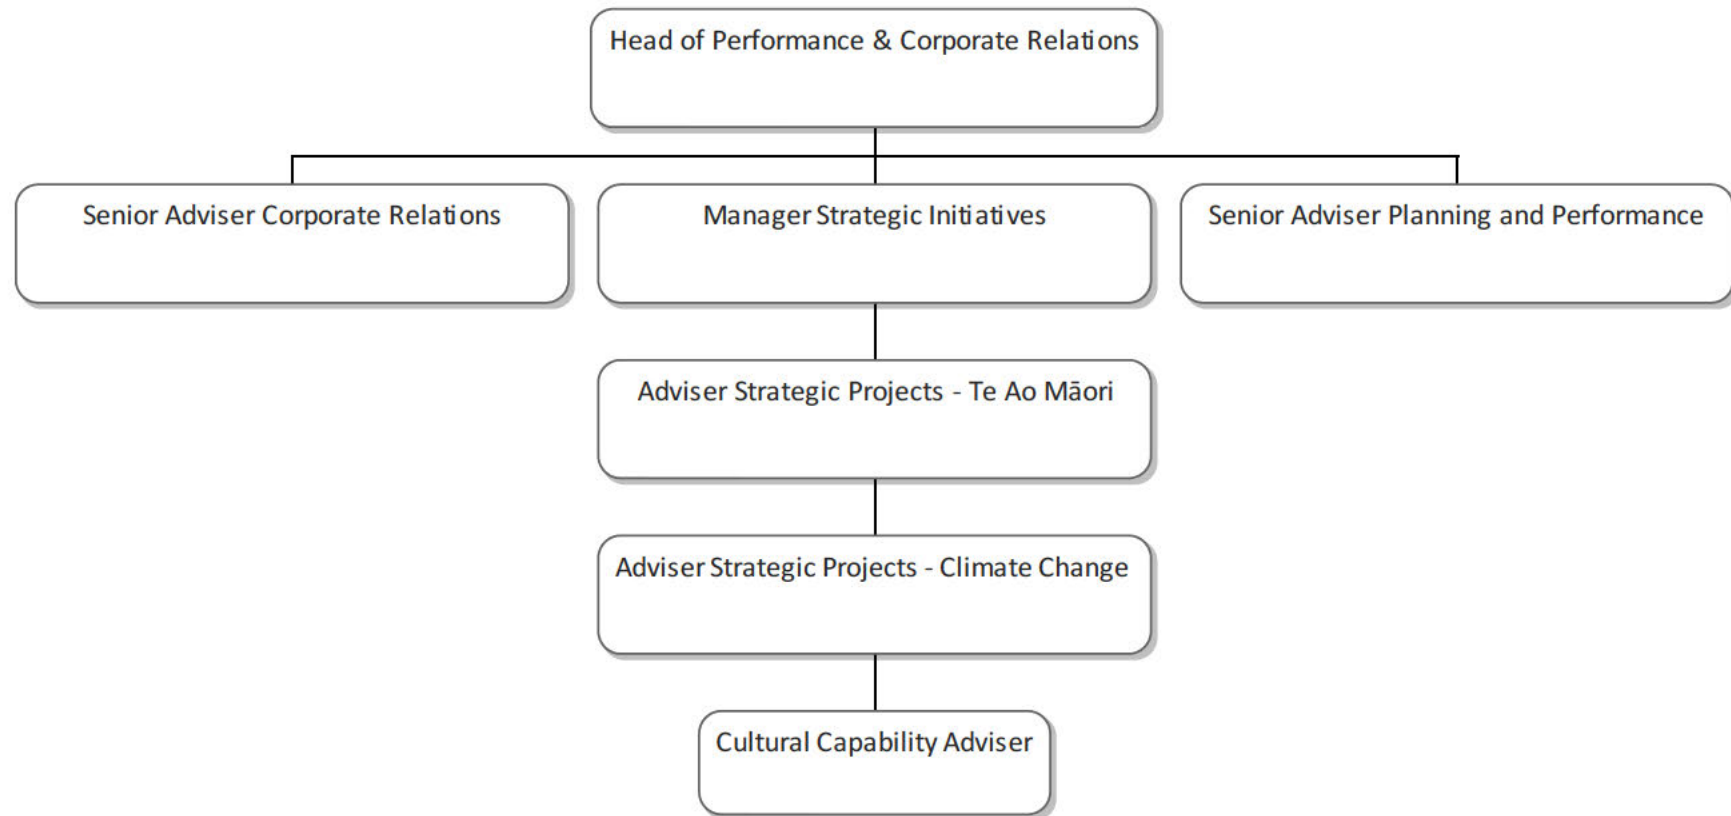 Head of Performance & Corporate Relations
Senior Adviser Corporate Relations
Manager Strategic Initiatives
Senior Adviser Planning and Performance
Adviser Strategic Projects - Te Ao Māori
Adviser Strategic Projects - Climate Change
Cultural Capability Adviser